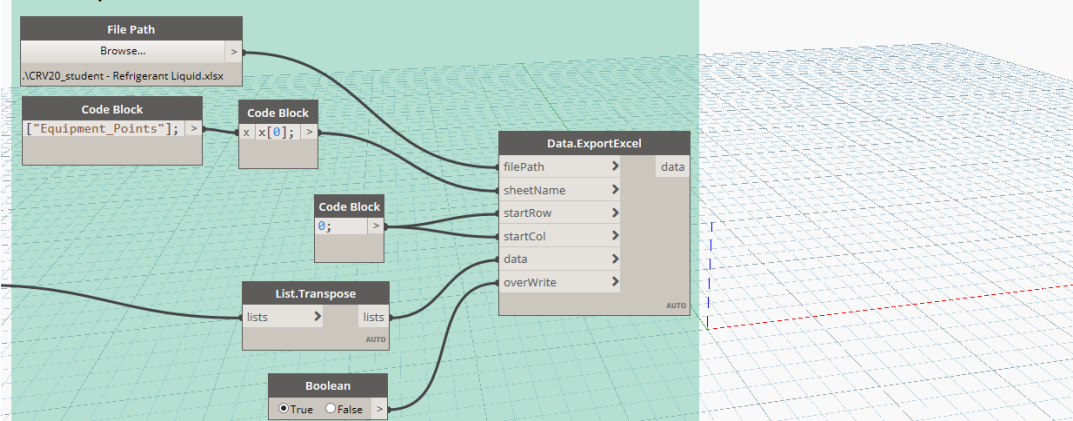 File Path
Browse...
>
.\CRV20_student - Refrigerant Liquid.xlsx
Code Block
["Equipment_Points"]; >
Code Block
x x[0]; >
Data.ExportExcel
filePath > data
sheetName >
startRow >
startCol >
data >
overWrite >
AUTO
Code Block
0; >
List.Transpose
lists > lists
AUTO
Boolean
True False >